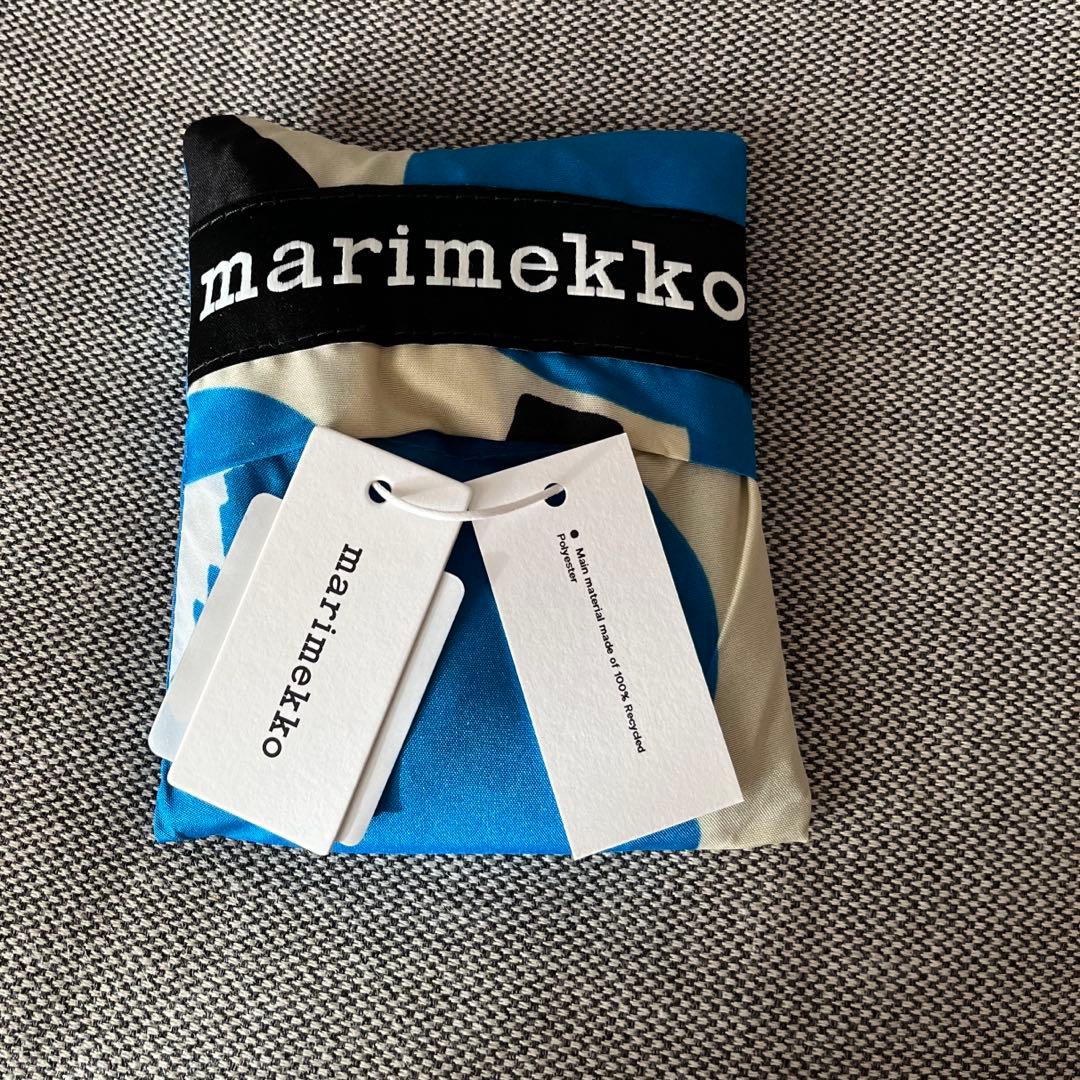 marimekko
marimekko
● Main material made of 100% Recycled
Polyester